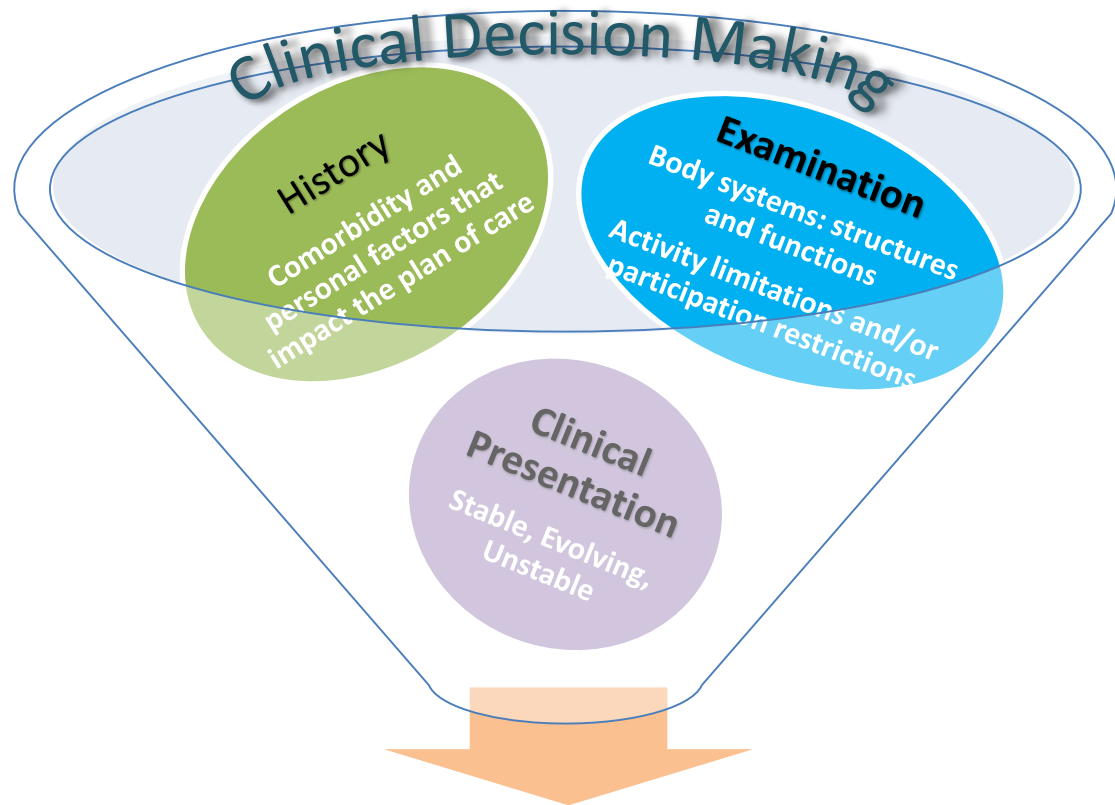 Clinical Decision Making
History
Comorbidity and
personal factors that
impact the plan of care
Examination
Body systems: structures
and functions
Activity limitations and/or
participation restrictions
Clinical
Presentation
Stable, Evolving,
Unstable